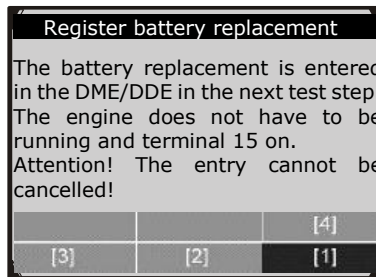 Register battery replacement
The battery replacement is entered
in the DME/DDE in the next test step
The engine does not have to be
running and terminal 15 on.
Attention! The entry cannot be
cancelled!
[4]
[3] [2] [1]